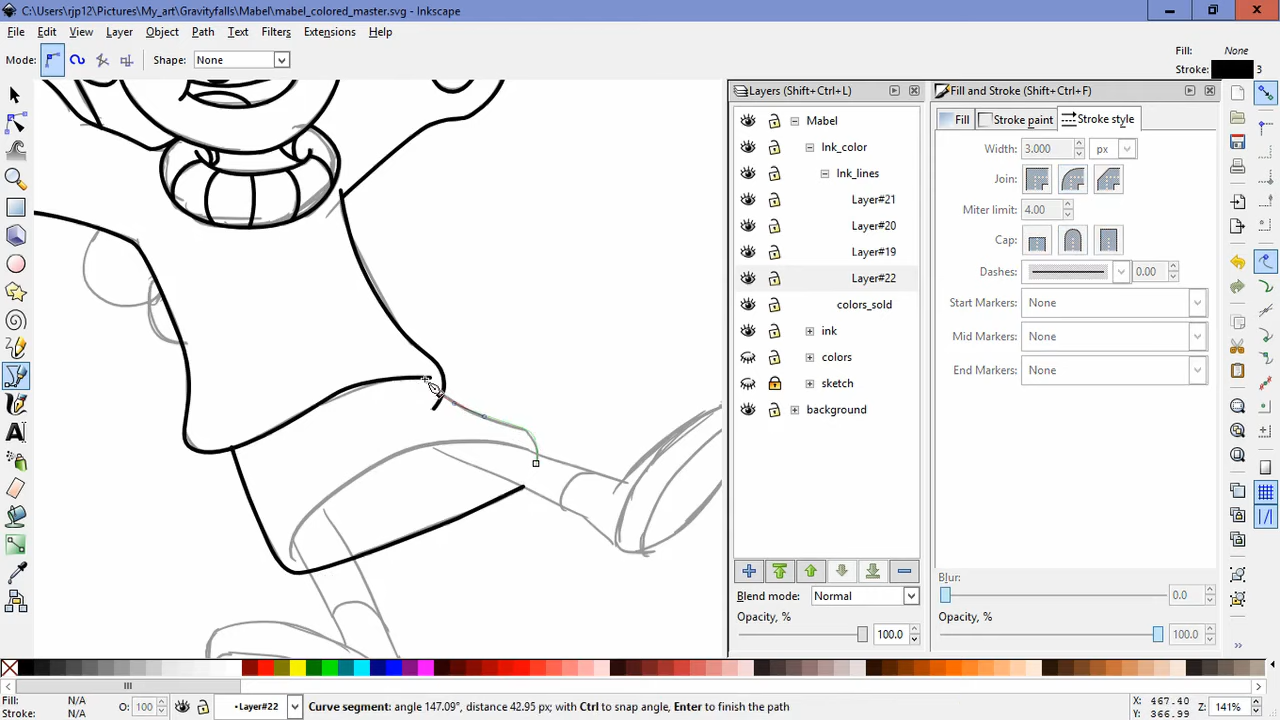 C:\Users\rjp12\Pictures\My_art\Gravityfalls\Mabel\mabel_colored_master.svg - Inkscape
File Edit View Layer Object Path Text Filters Extensions Help
Mode: Shape: None
Fill: None
Stroke: 3
Layers (Shift+Ctrl+L)
Mabel
Ink_color
Ink_lines
Layer#21
Layer#20
Layer#19
Layer#22
colors_sold
ink
colors
sketch
background
Blend mode: Normal
Opacity, % 100.0
Fill and Stroke (Shift+Ctrl+F)
Fill Stroke paint Stroke style
Width: 3.000 px
Join:
Miter limit: 4.00
Cap:
Dashes: 0.00
Start Markers: None
Mid Markers: None
End Markers: None
Blur:
0.0
Opacity, %
100.0
Fill: N/A
Stroke: N/A
O: 100
•Layer#22
Curve segment: angle 147.09°, distance 42.95 px; with Ctrl to snap angle, Enter to finish the path
X: 467.40
Y: 366.99
Z: 141%